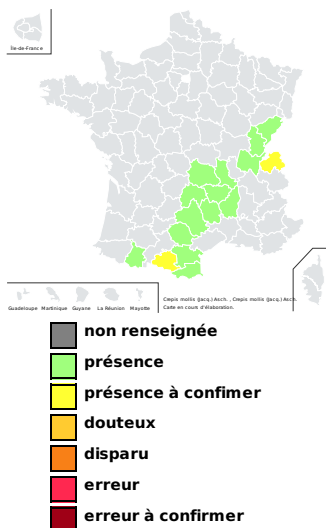 Île-de-France
Guadeloupe Martinique Guyane La Réunion Mayotte
Crepis mollis (Jacq.) Asch. , Crepis mollis (Jacq.) Asch.
Carte en cours d'élaboration.
non renseignée
présence
présence à confimer
douteux
disparu
erreur
erreur à confirmer